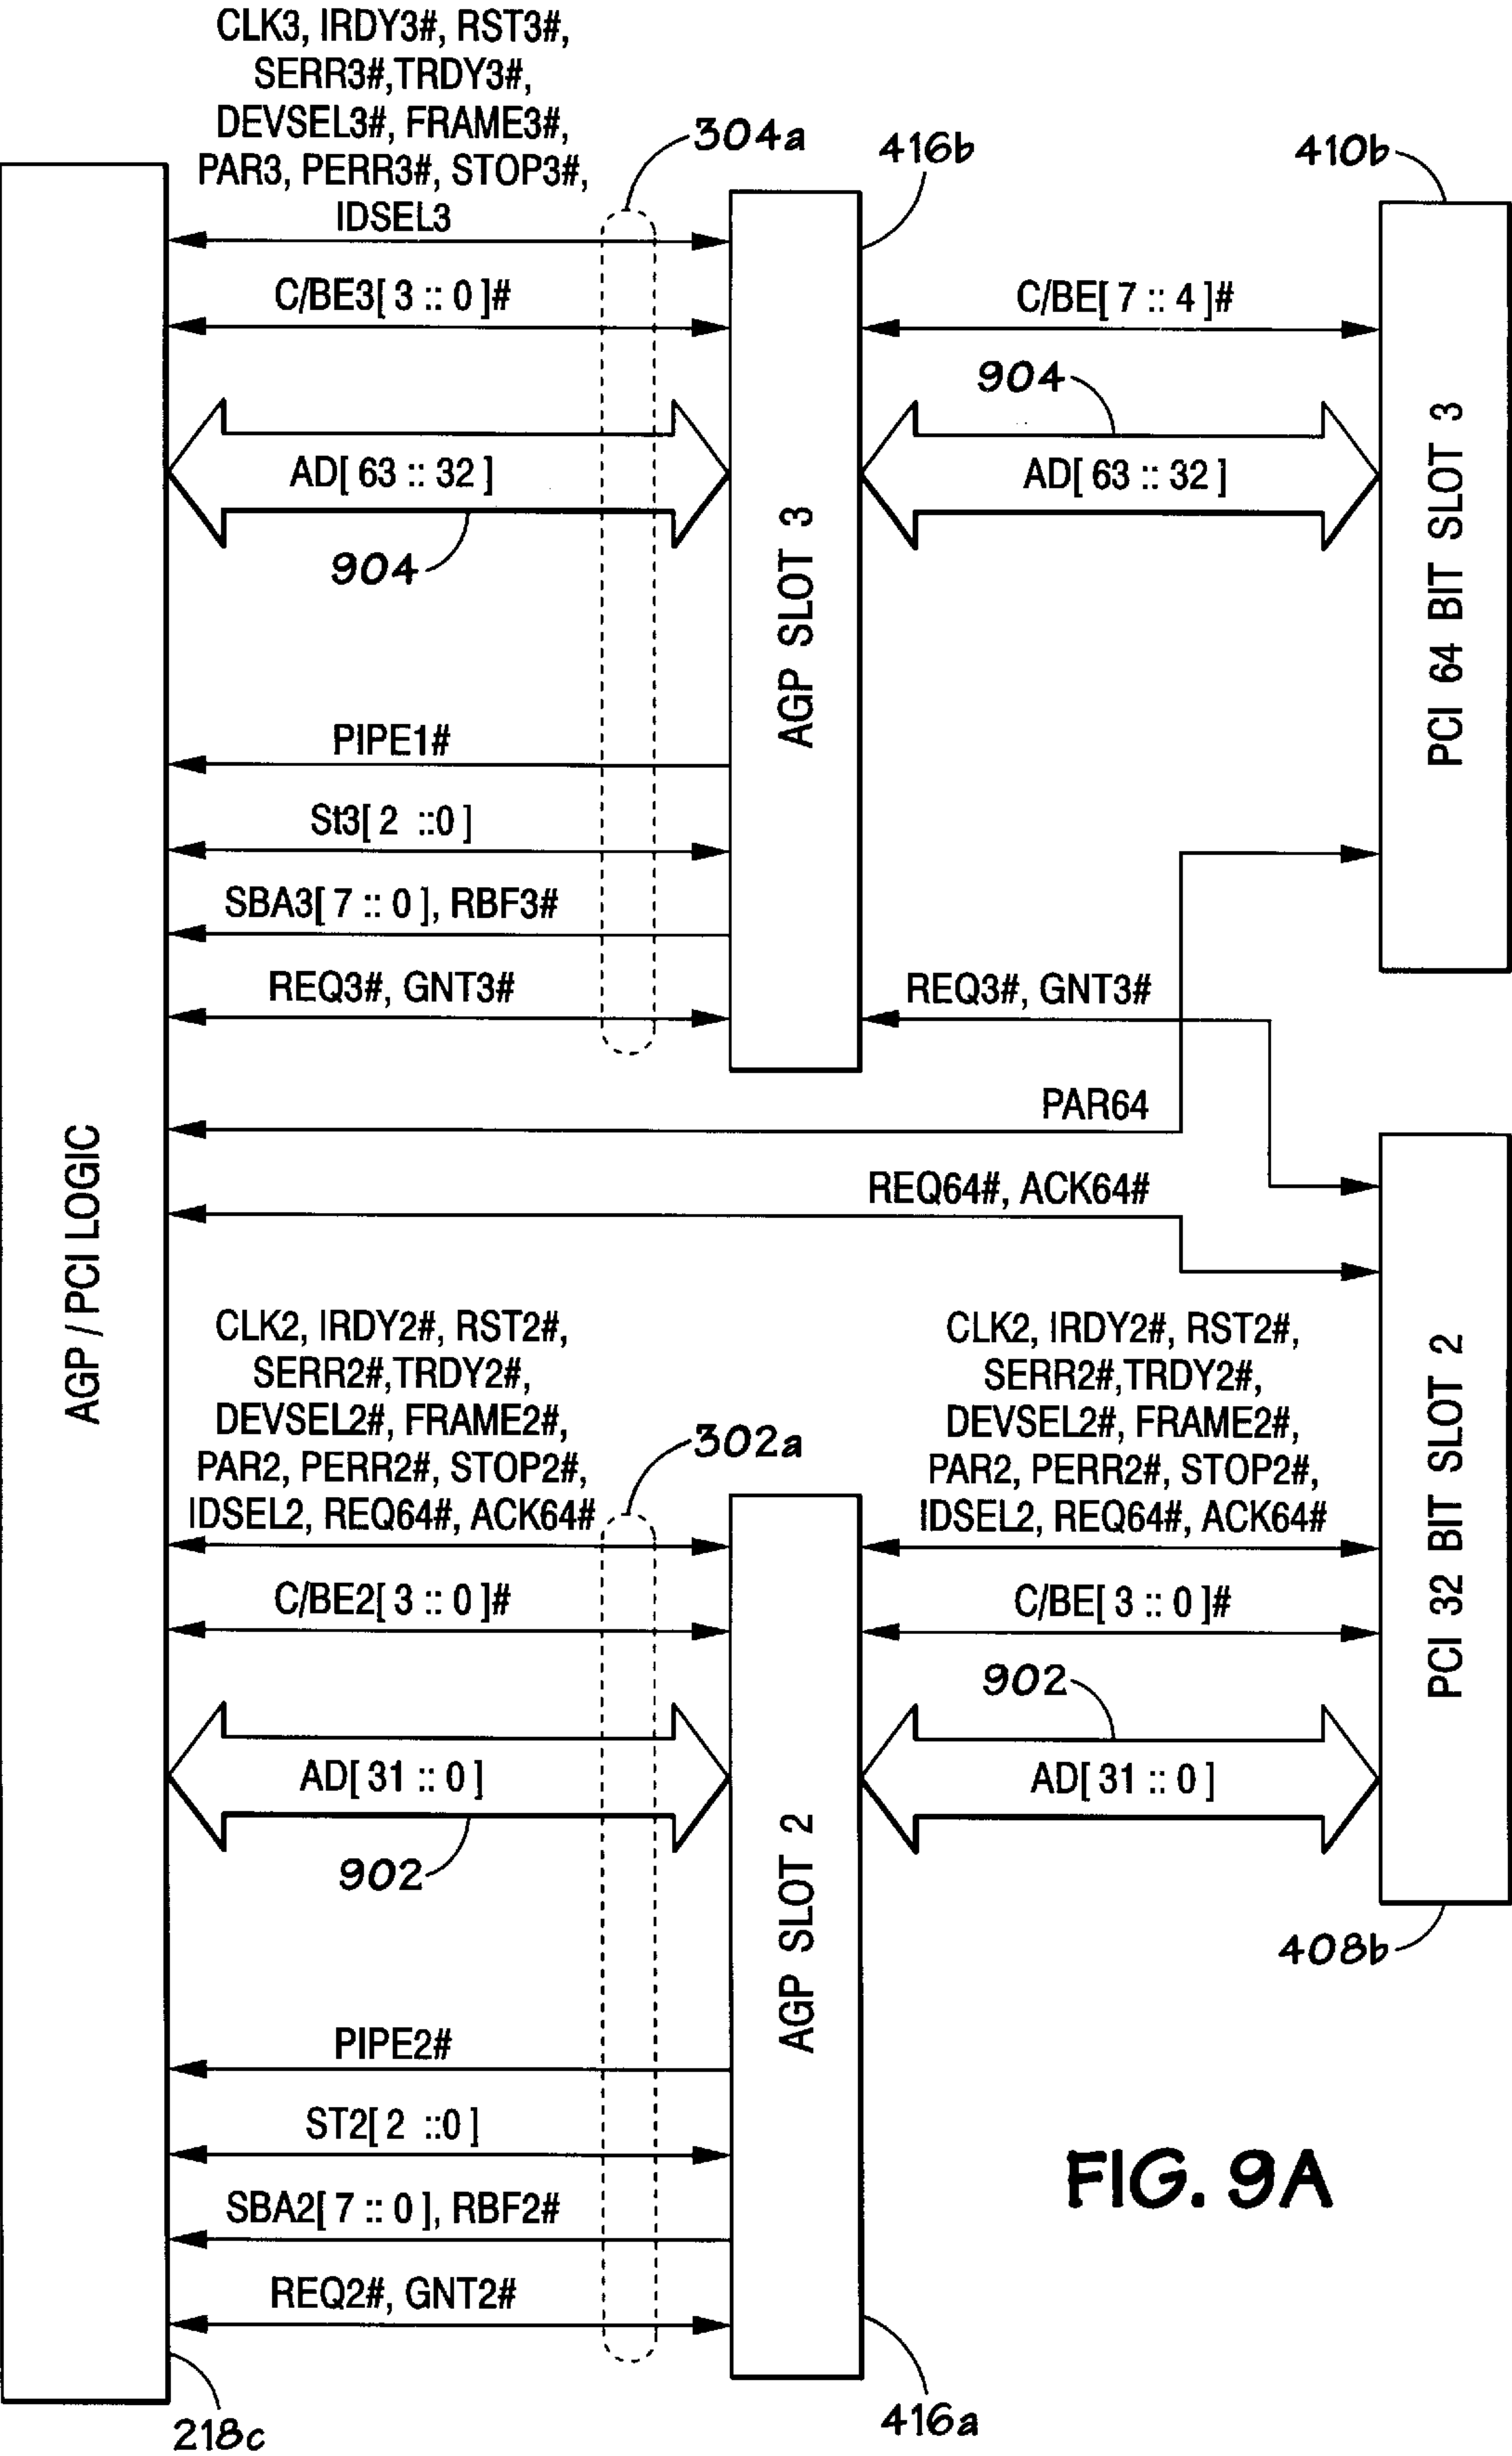 CLK3, IRDY3#, RST3#,
SERR3#,TRDY3#,
DEVSEL3#, FRAME3#,
PAR3, PERR3#, STOP3#,
IDSEL3
304a
416b
410b
C/BE3[ 3 :: 0 ]#
C/BE[ 7 :: 4 ]#
904
AD[ 63 :: 32 ]
AD[ 63 :: 32 ]
904
AGP SLOT 3
PCI 64 BIT SLOT 3
PIPE1#
St3[ 2 ::0 ]
SBA3[ 7 :: 0 ], RBF3#
REQ3#, GNT3#
REQ3#, GNT3#
PAR64
REQ64#, ACK64#
AGP / PCI LOGIC
CLK2, IRDY2#, RST2#,
SERR2#,TRDY2#,
DEVSEL2#, FRAME2#,
PAR2, PERR2#, STOP2#,
IDSEL2, REQ64#, ACK64#
302a
CLK2, IRDY2#, RST2#,
SERR2#,TRDY2#,
DEVSEL2#, FRAME2#,
PAR2, PERR2#, STOP2#,
IDSEL2, REQ64#, ACK64#
PCI 32 BIT SLOT 2
C/BE2[ 3 :: 0 ]#
C/BE[ 3 :: 0 ]#
902
AD[ 31 :: 0 ]
AD[ 31 :: 0 ]
902
AGP SLOT 2
408b
PIPE2#
ST2[ 2 ::0 ]
SBA2[ 7 :: 0 ], RBF2#
REQ2#, GNT2#
FIG. 9A
218c
416a